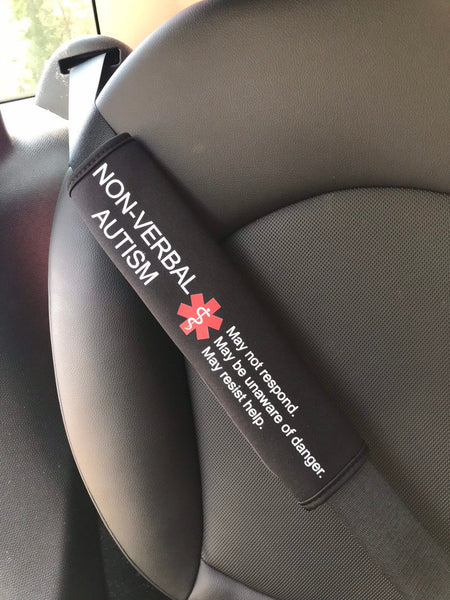 NON-VERBAL
AUTISM
May not respond.
May be unaware of danger.
May resist help.